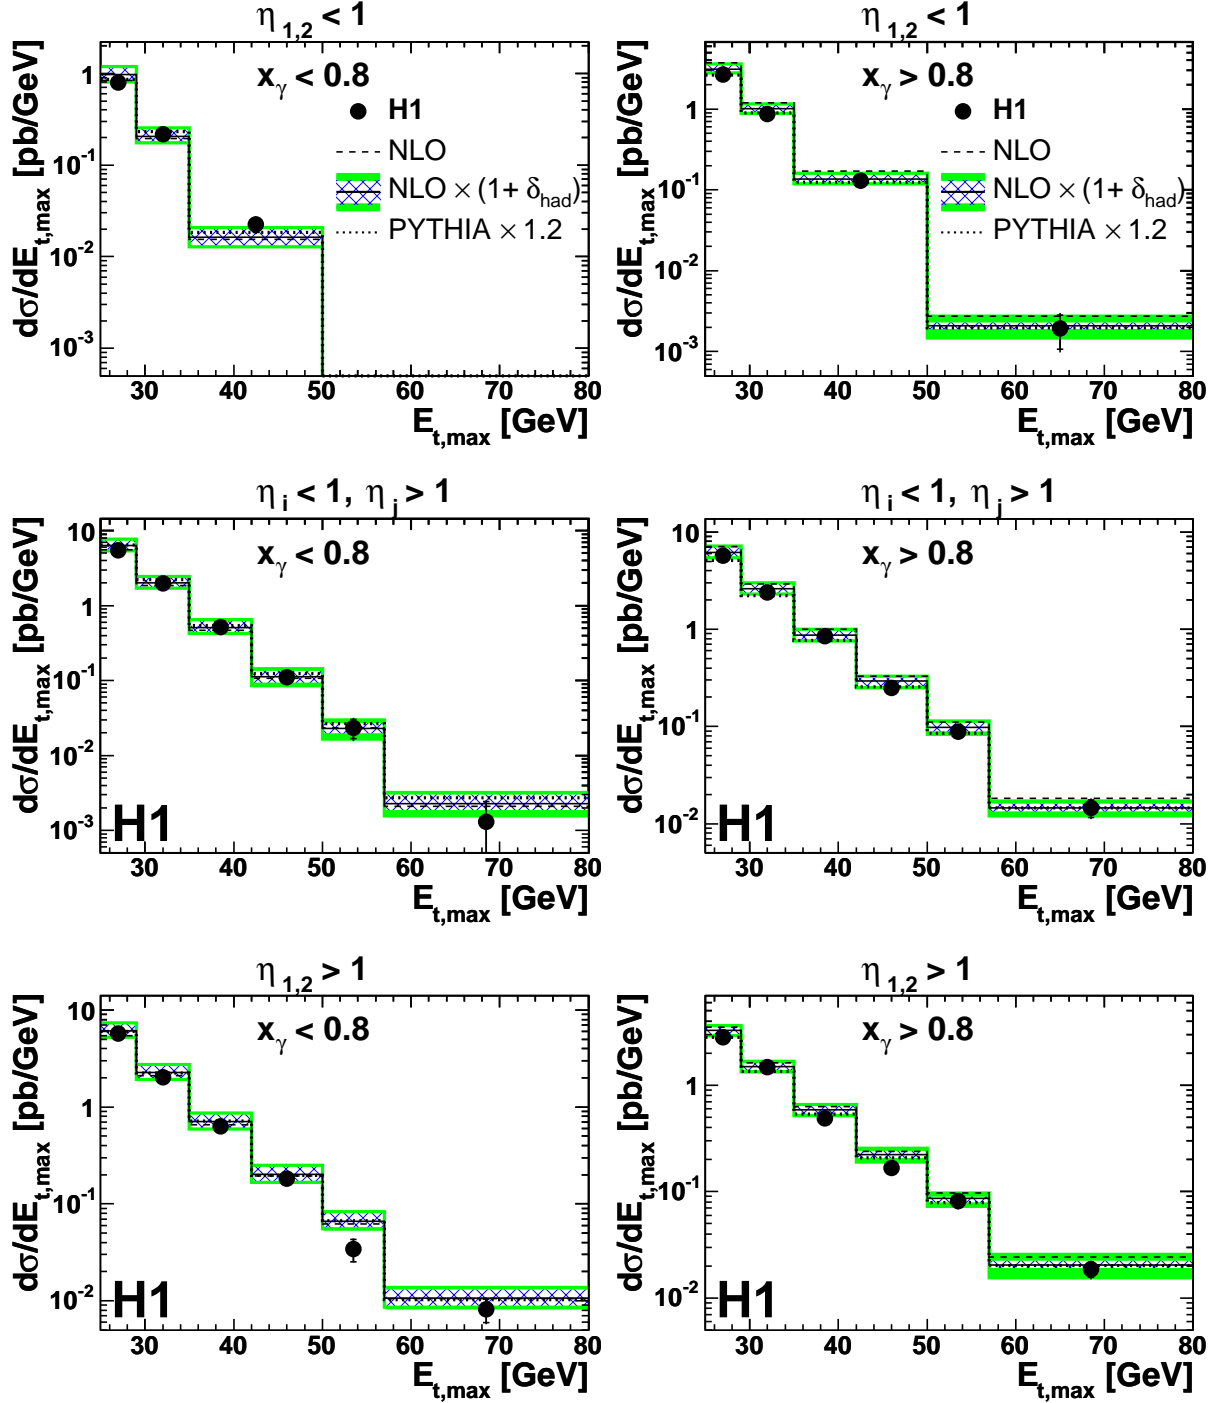 η1,2 < 1
xγ < 0.8
H1
NLO
NLO × (1+ δhad)
PYTHIA × 1.2
dσ/dEt,max [pb/GeV]
1
10^-1
10^-2
10^-3
30 40 50 60 70 80
Et,max [GeV]
η1,2 < 1
xγ > 0.8
H1
NLO
NLO × (1+ δhad)
PYTHIA × 1.2
dσ/dEt,max [pb/GeV]
1
10^-1
10^-2
10^-3
30 40 50 60 70 80
Et,max [GeV]
ηi < 1, ηj > 1
xγ < 0.8
dσ/dEt,max [pb/GeV]
10
1
10^-1
10^-2
10^-3
H1
30 40 50 60 70 80
Et,max [GeV]
ηi < 1, ηj > 1
xγ > 0.8
dσ/dEt,max [pb/GeV]
10
1
10^-1
10^-2
30 40 50 60 70 80
Et,max [GeV]
η1,2 > 1
xγ < 0.8
dσ/dEt,max [pb/GeV]
10
1
10^-1
10^-2
H1
30 40 50 60 70 80
Et,max [GeV]
η1,2 > 1
xγ > 0.8
dσ/dEt,max [pb/GeV]
1
10^-1
10^-2
30 40 50 60 70 80
Et,max [GeV]